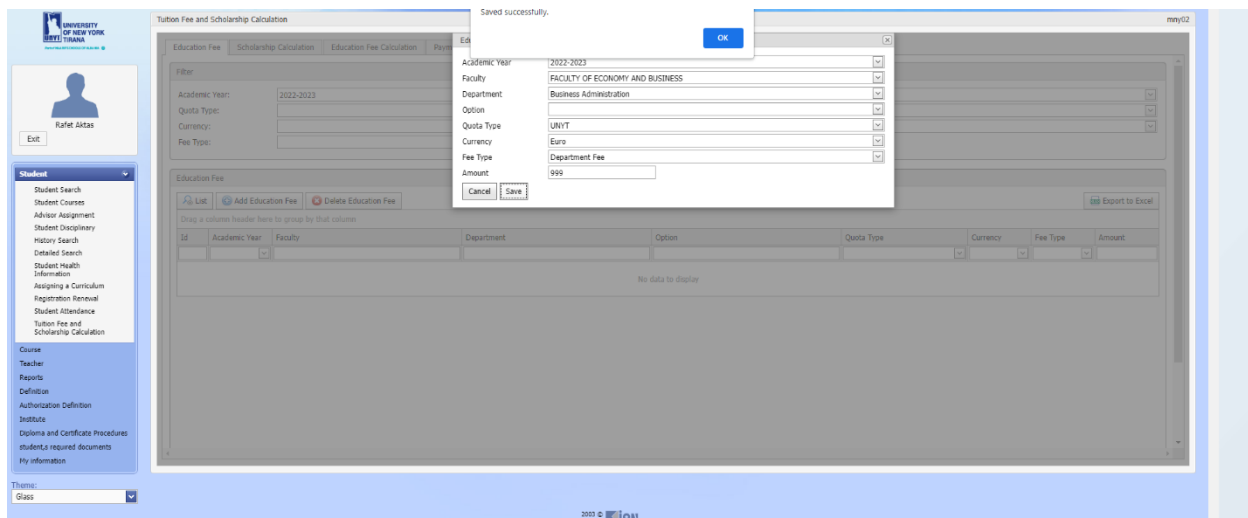 Saved successfully.
OK
UNIVERSITY
OF NEW YORK
UNYT TIRANA
Tuition Fee and Scholarship Calculation
mny02
Education Fee
Scholarship Calculation
Education Fee Calculation
Filter
Academic Year: 2022-2023
Quota Type:
Currency:
Fee Type:
Academic Year 2022-2023
Faculty FACULTY OF ECONOMY AND BUSINESS
Department Business Administration
Option
Quota Type UNYT
Currency Euro
Fee Type Department Fee
Amount 999
Cancel Save
Rafet Aktas
Exit
Student
Student Search
Student Courses
Advisor Assignment
Student Disciplinary
History Search
Detailed Search
Student Health
Information
Assigning a Curriculum
Registration Renewal
Student Attendance
Tuition Fee and
Scholarship Calculation
Course
Teacher
Reports
Definition
Authorization Definition
Institute
Diploma and Certificate Procedures
student,s required documents
My information
Education Fee
List Add Education Fee Delete Education Fee Export to Excel
Drag a column header here to group by that column
Id Academic Year Faculty Department Option Quota Type Currency Fee Type Amount
No data to display
Theme:
Glass
2003 ©